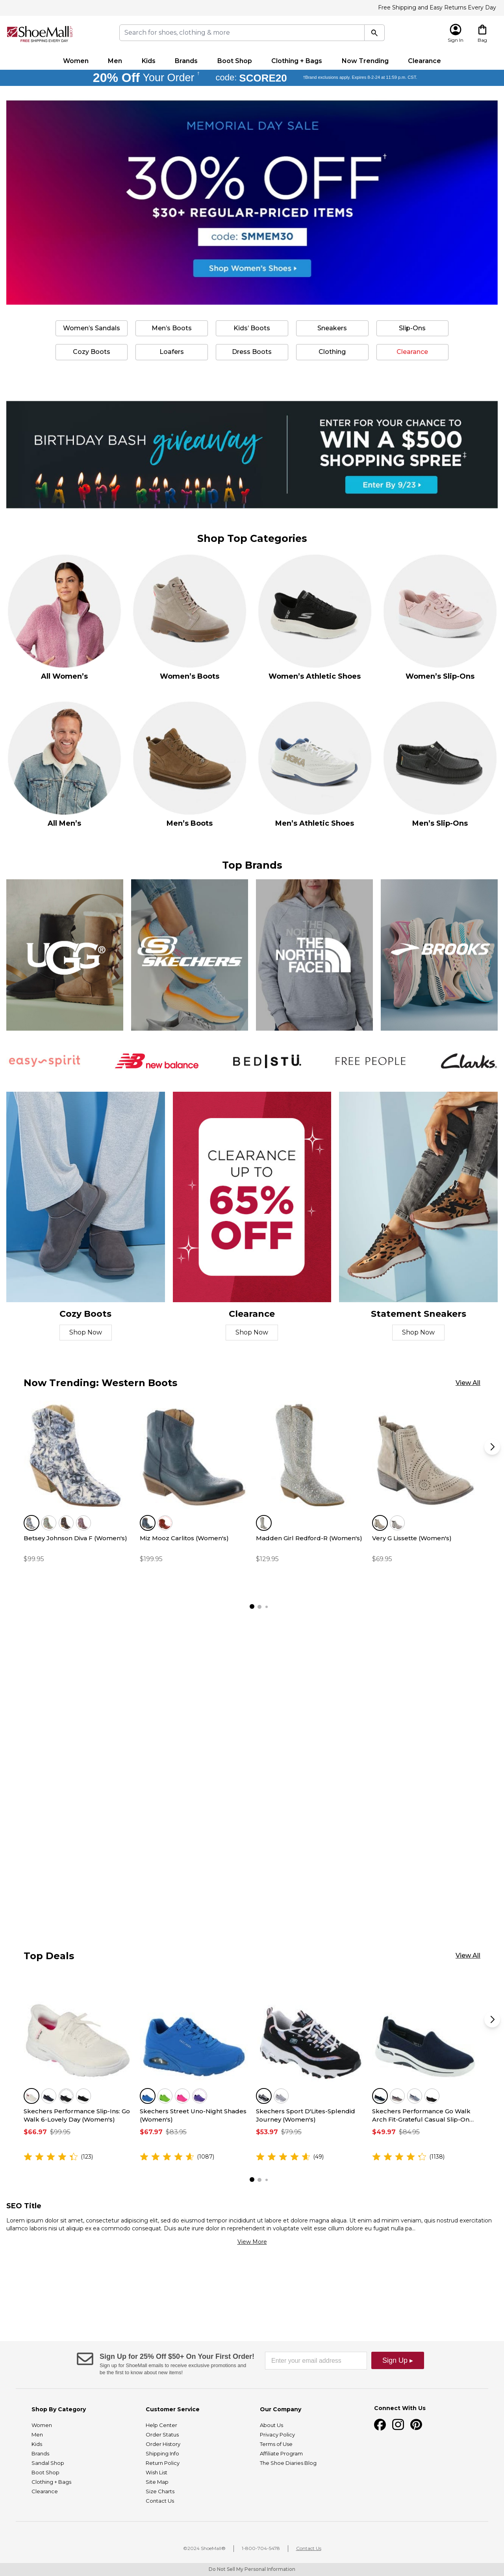 Free Shipping and Easy Returns Every Day
ShoeMall
FREE SHIPPING EVERY DAY
Search for shoes, clothing & more
Sign In
Bag
Women Men Kids Brands Boot Shop Clothing + Bags Now Trending Clearance
20% Off Your Order † code: SCORE20 †Brand exclusions apply. Expires 8-2-24 at 11:59 p.m. CST.
MEMORIAL DAY SALE
30% OFF†
$30+ REGULAR-PRICED ITEMS
code: SMMEM30
Shop Women's Shoes ▸
Women's Sandals Men's Boots Kids' Boots Sneakers Slip-Ons
Cozy Boots Loafers Dress Boots Clothing Clearance
BIRTHDAY BASH giveaway
ENTER FOR YOUR CHANCE TO
WIN A $500
SHOPPING SPREE‡
Enter By 9/23 ▸
Shop Top Categories
All Women's Women's Boots Women's Athletic Shoes Women's Slip-Ons
HOKA
All Men's Men's Boots Men's Athletic Shoes Men's Slip-Ons
Top Brands
UGG®
SKECHERS
THE NORTH FACE
BROOKS
easy spirit
new balance
BED|STÜ.
FREE PEOPLE
Clarks.
CLEARANCE
UP TO
65%
OFF
Cozy Boots Clearance Statement Sneakers
Shop Now Shop Now Shop Now
Now Trending: Western Boots
View All
Betsey Johnson Diva F (Women's)
$99.95
Miz Mooz Carlitos (Women's)
$199.95
Madden Girl Redford-R (Women's)
$129.95
Very G Lissette (Women's)
$69.95
Top Deals
View All
Skechers Performance Slip-Ins: Go
Walk 6-Lovely Day (Women's)
$66.97 $99.95
(123)
Skechers Street Uno-Night Shades
(Women's)
$67.97 $83.95
(1087)
Skechers Sport D'Lites-Splendid
Journey (Women's)
$53.97 $79.95
(49)
Skechers Performance Go Walk
Arch Fit-Grateful Casual Slip-On...
$49.97 $84.95
(1138)
SEO Title
Lorem ipsum dolor sit amet, consectetur adipiscing elit, sed do eiusmod tempor incididunt ut labore et dolore magna aliqua. Ut enim ad minim veniam, quis nostrud exercitation
ullamco laboris nisi ut aliquip ex ea commodo consequat. Duis aute irure dolor in reprehenderit in voluptate velit esse cillum dolore eu fugiat nulla pa...
View More
Sign Up for 25% Off $50+ On Your First Order!
Sign up for ShoeMall emails to receive exclusive promotions and
be the first to know about new items!
Enter your email address
Sign Up ▸
Shop By Category
Women
Men
Kids
Brands
Sandal Shop
Boot Shop
Clothing + Bags
Clearance
Customer Service
Help Center
Order Status
Order History
Shipping Info
Return Policy
Wish List
Site Map
Size Charts
Contact Us
Our Company
About Us
Privacy Policy
Terms of Use
Affiliate Program
The Shoe Diaries Blog
Connect With Us
©2024 ShoeMall® | 1-800-704-5478 | Contact Us
Do Not Sell My Personal Information